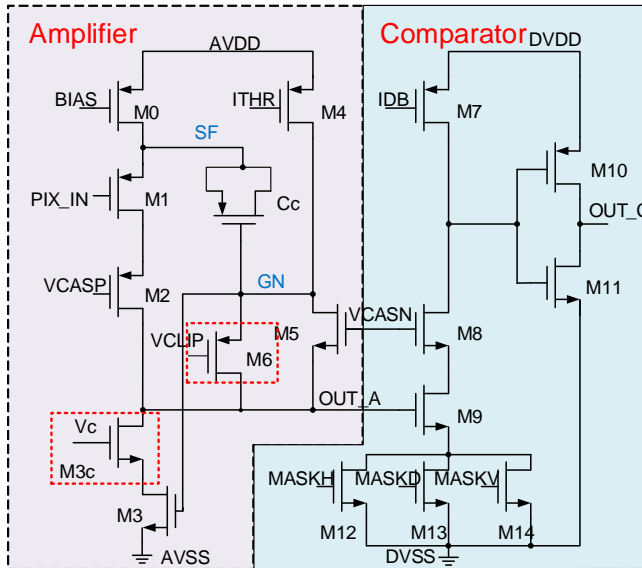 Amplifier
Comparator
AVDD
DVDD
BIAS
M0
ITHR
M4
IDB
M7
SF
M10
PIX_IN
M1
Cc
OUT_C
GN
VCASP
M2
M11
VCLIP
M5
M6
VCASN
M8
OUT_A
M9
Vc
M3c
MASKH
MASKD
MASKV
M3
M12
M13
M14
AVSS
DVSS